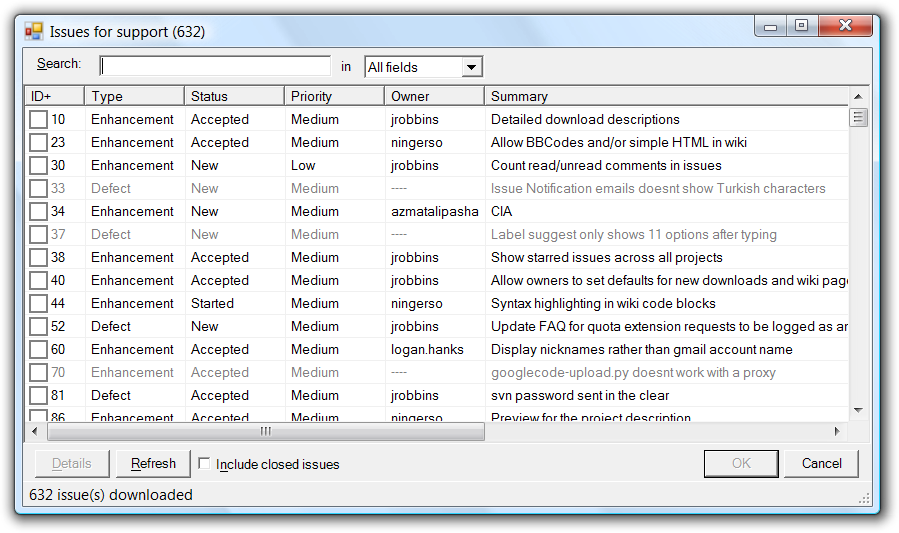 Issues for support (632)
Search: in All fields
ID+ Type Status Priority Owner Summary
10 Enhancement Accepted Medium jrobbins Detailed download descriptions
23 Enhancement Accepted Medium ningerso Allow BBCodes and/or simple HTML in wiki
30 Enhancement New Low jrobbins Count read/unread comments in issues
33 Defect New Medium ---- Issue Notification emails doesnt show Turkish characters
34 Enhancement New Medium azmatalipasha CIA
37 Defect New Medium ---- Label suggest only shows 11 options after typing
38 Enhancement Accepted Medium jrobbins Show starred issues across all projects
40 Enhancement Accepted Medium jrobbins Allow owners to set defaults for new downloads and wiki pag
44 Enhancement Started Medium ningerso Syntax highlighting in wiki code blocks
52 Defect New Medium jrobbins Update FAQ for quota extension requests to be logged as an
60 Enhancement Accepted Medium logan.hanks Display nicknames rather than gmail account name
70 Enhancement Accepted Medium ---- googlecode-upload.py doesnt work with a proxy
81 Defect Accepted Medium jrobbins svn password sent in the clear
86 Enhancement Accepted Medium ningerso Preview for the project description
Details Refresh Include closed issues OK Cancel
632 issue(s) downloaded